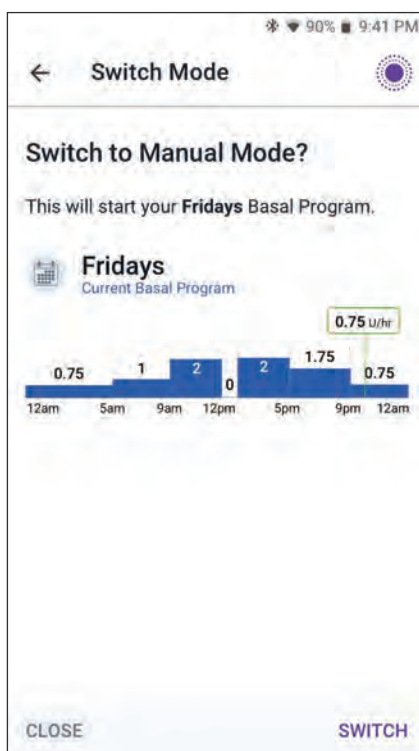 90% 9:41 PM
Switch Mode
Switch to Manual Mode?
This will start your Fridays Basal Program.
Fridays
Current Basal Program
0.75 U/hr
0.75 1 2 0 2 1.75 0.75
12am 5am 9am 12pm 5pm 9pm 12am
CLOSE SWITCH